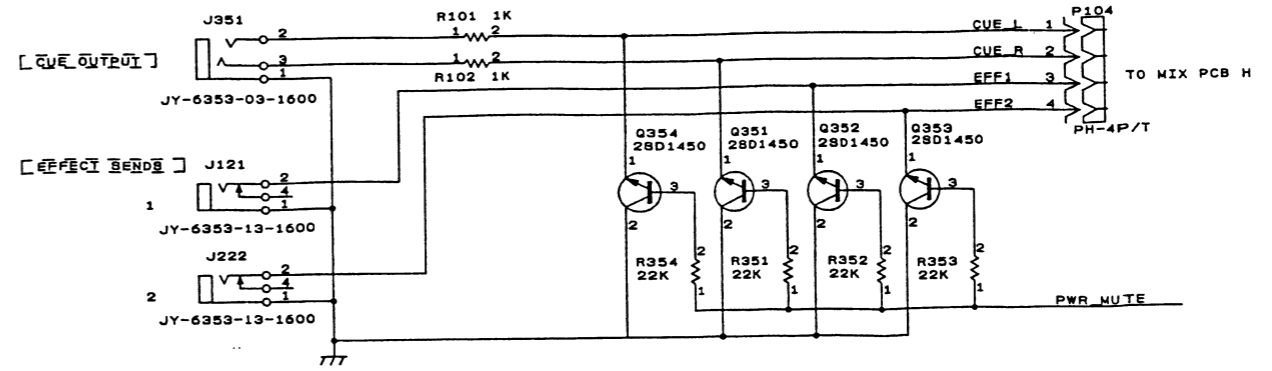 J351
2
3
1
[CUE OUTPUT]
JY-6353-03-1600
R101 1K
1 2
1 2
R102 1K
P104
CUE_L 1
CUE_R 2
EFF1 3
EFF2 4
TO MIX PCB H
PH-4P/T
[EFFECT SENDS]
J121
2
4
1
1
JY-6353-13-1600
J222
2
4
1
2
JY-6353-13-1600
Q354
2SD1450
1
3
2
Q351
2SD1450
1
3
2
Q352
2SD1450
1
3
2
Q353
2SD1450
1
3
2
R354
22K
2
1
R351
22K
2
1
R352
22K
2
1
R353
22K
2
1
PWR_MUTE